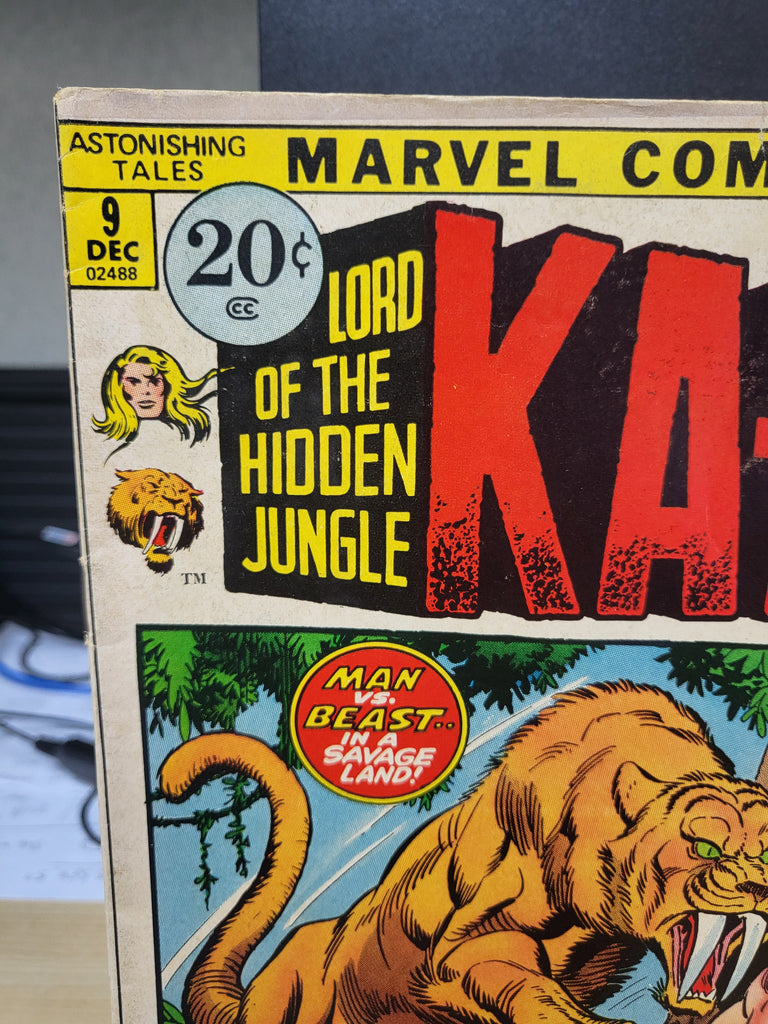 ASTONISHING
TALES
MARVEL COM
9
DEC
02488
20¢
CC
LORD
OF THE
HIDDEN
JUNGLE
KA-
TM
MAN
VS.
BEAST..
IN A
SAVAGE
LAND!